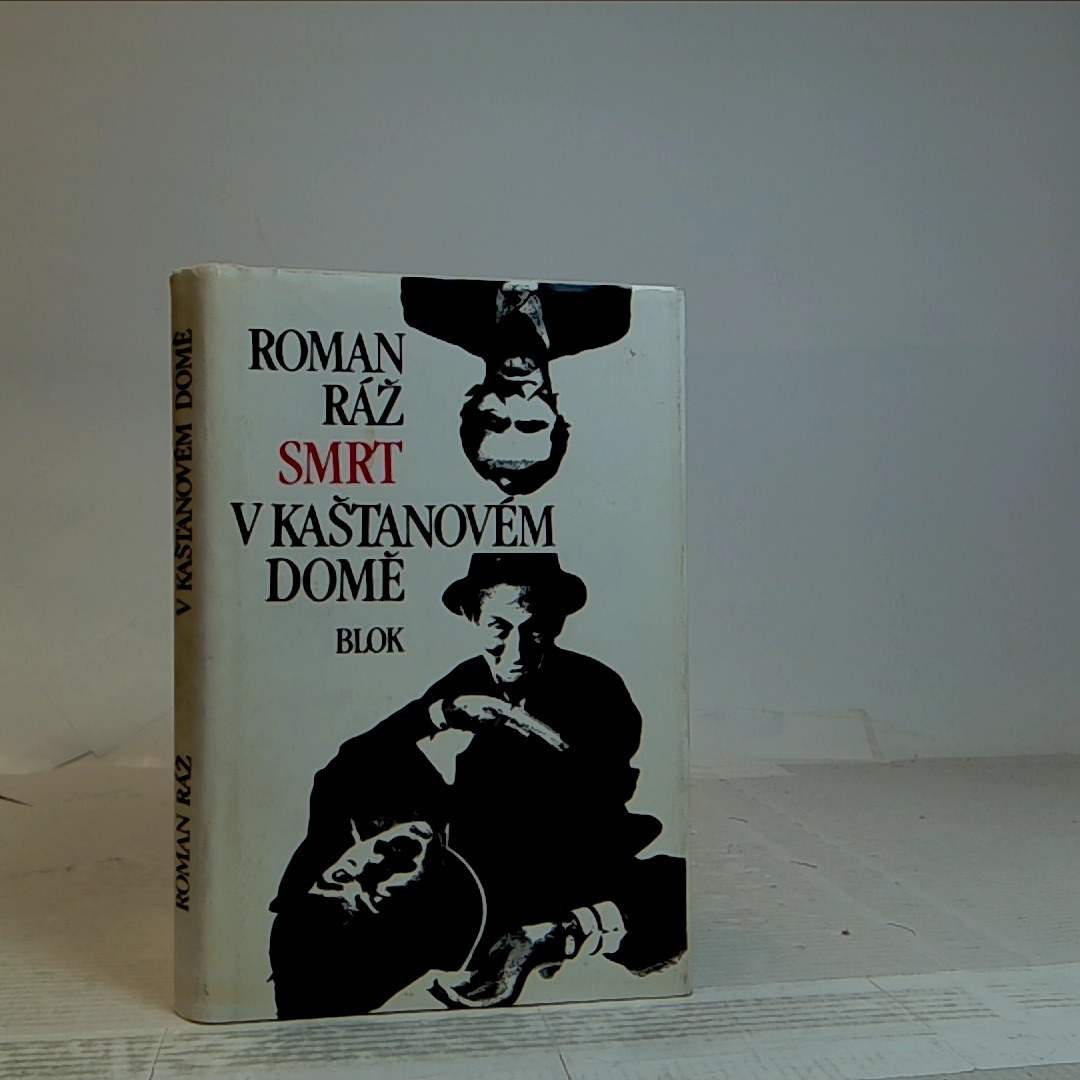 ROMAN
RÁŽ
SMRT
V KAŠTANOVÉM
DOMĚ
BLOK
ROMAN RÁŽ
V KAŠTANOVÉM DOMĚ